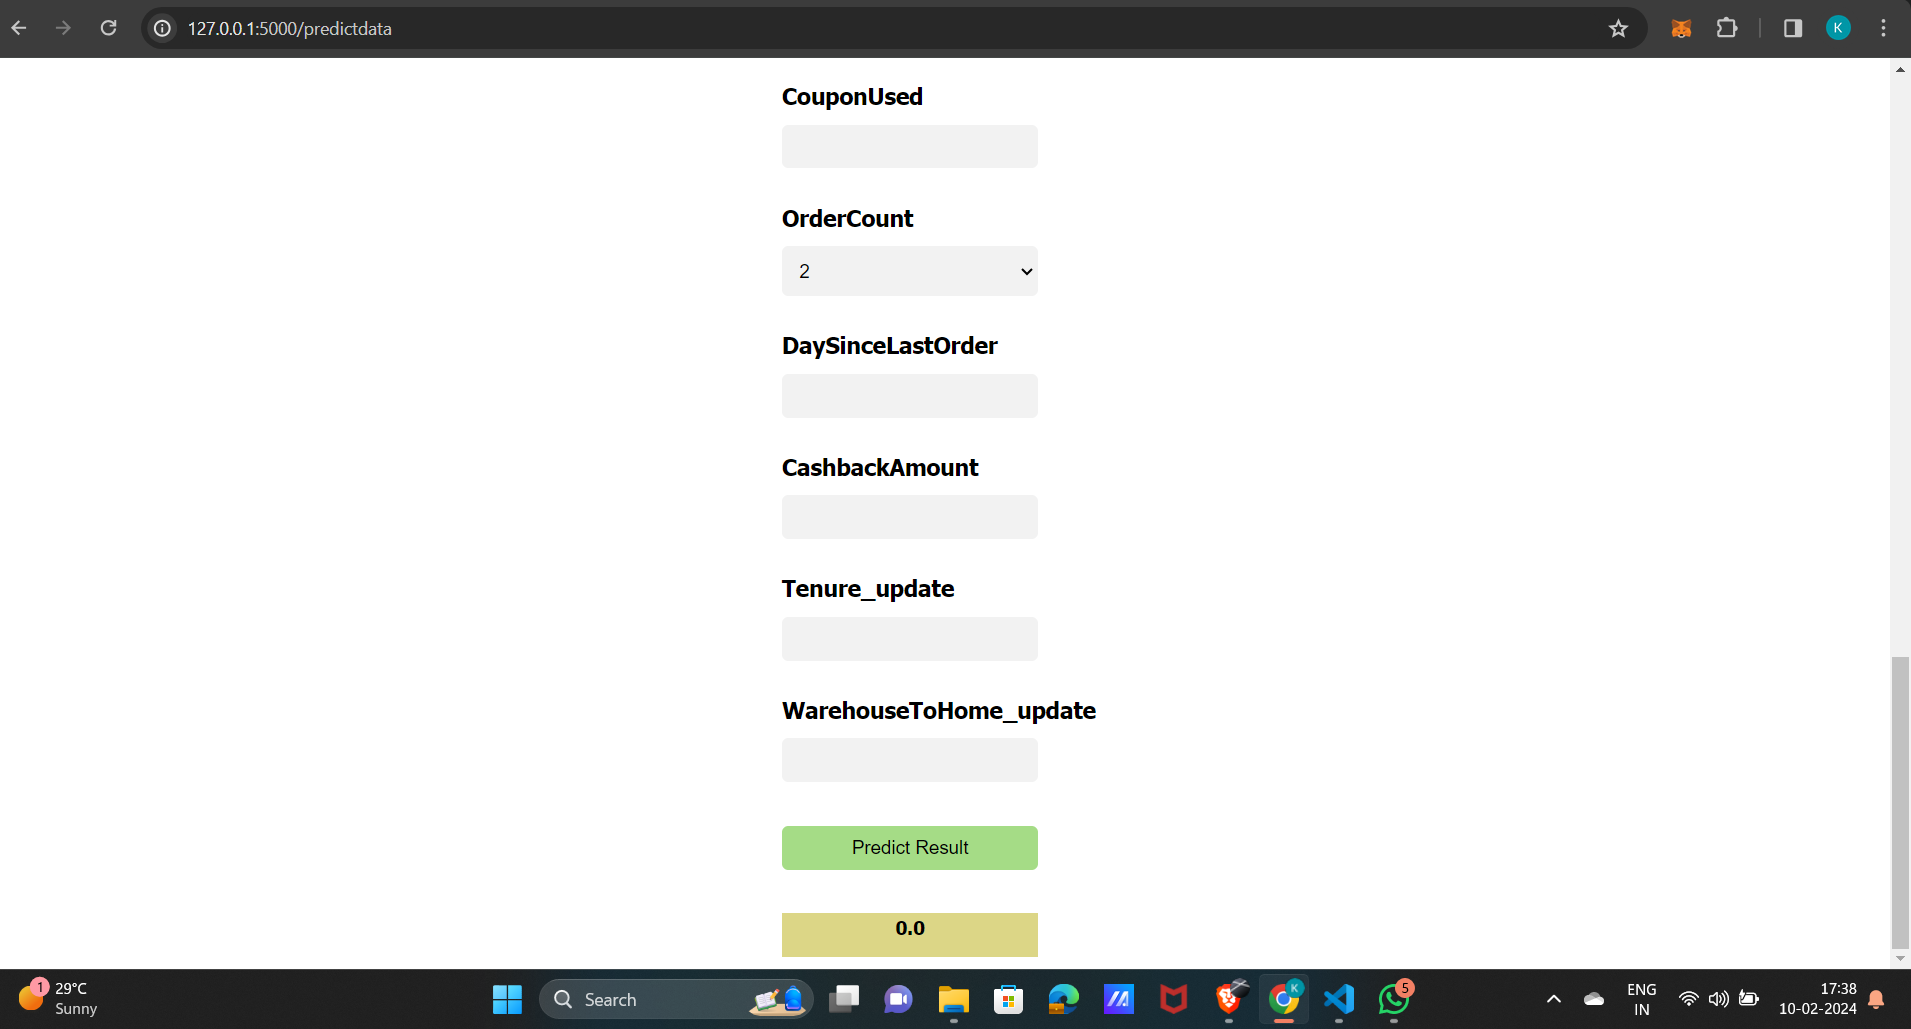 127.0.0.1:5000/predictdata
K
CouponUsed
OrderCount
2
DaySinceLastOrder
CashbackAmount
Tenure_update
WarehouseToHome_update
Predict Result
0.0
1
29°C
Sunny
Search
K
5
ENG
IN
17:38
10-02-2024